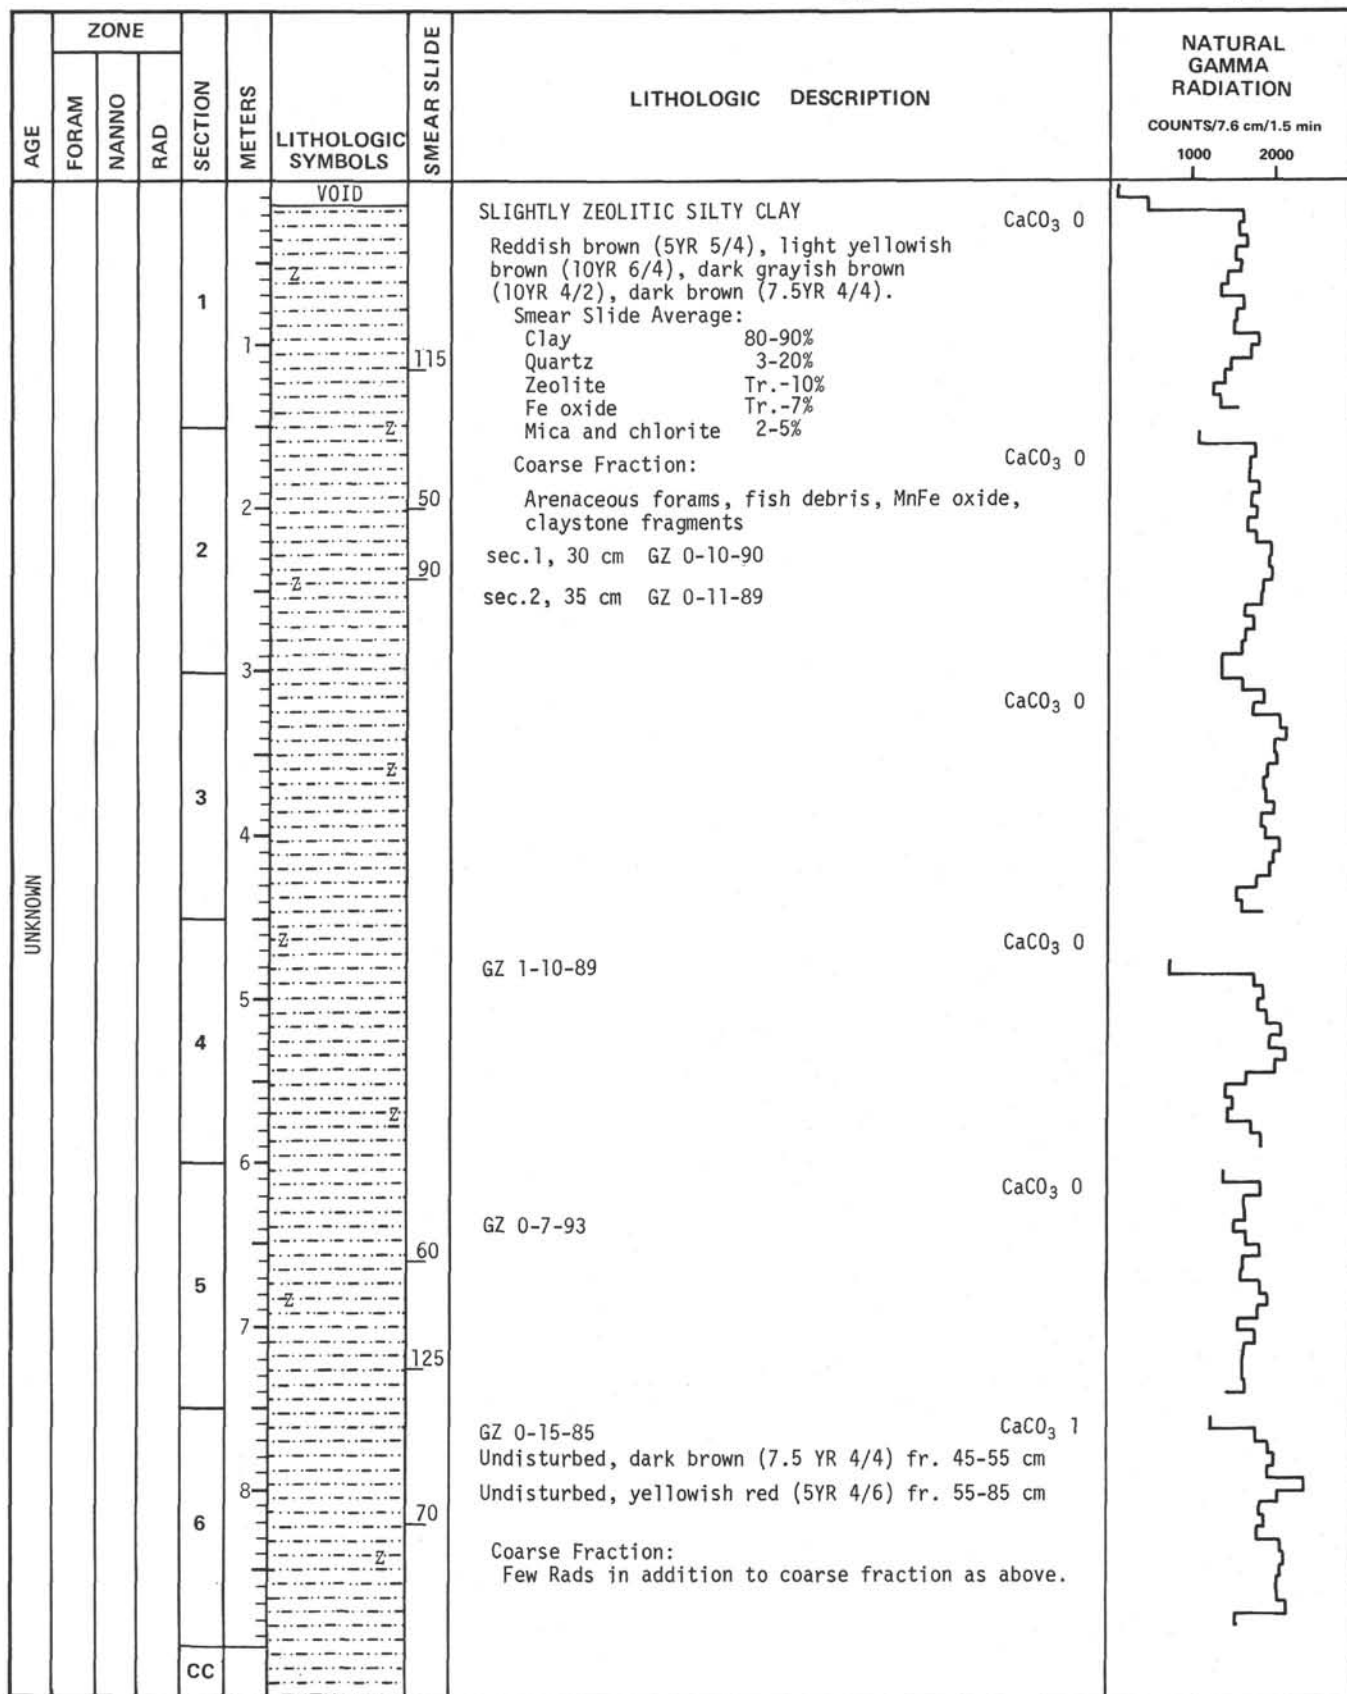 ZONE
AGE
FORAM
NANNO
RAD
SECTION
METERS
LITHOLOGIC
SYMBOLS
SMEAR SLIDE
LITHOLOGIC DESCRIPTION
NATURAL
GAMMA
RADIATION
COUNTS/7.6 cm/1.5 min
1000 2000
VOID
SLIGHTLY ZEOLITIC SILTY CLAY
CaCO3 0
Reddish brown (5YR 5/4), light yellowish
brown (10YR 6/4), dark grayish brown
(10YR 4/2), dark brown (7.5YR 4/4).
Z
1
Smear Slide Average:
Clay 80-90%
1
115
Quartz 3-20%
Zeolite Tr.-10%
Fe oxide Tr.-7%
Mica and chlorite 2-5%
Z
Coarse Fraction:
CaCO3 0
Arenaceous forams, fish debris, MnFe oxide,
claystone fragments
2
50
2
sec.1, 30 cm GZ 0-10-90
90
Z
sec.2, 35 cm GZ 0-11-89
3
CaCO3 0
Z
3
4
UNKNOWN
Z
CaCO3 0
GZ 1-10-89
5
4
Z
6
CaCO3 0
GZ 0-7-93
60
5
Z
7
125
GZ 0-15-85
CaCO3 1
Undisturbed, dark brown (7.5 YR 4/4) fr. 45-55 cm
8
Undisturbed, yellowish red (5YR 4/6) fr. 55-85 cm
6
70
Z
Coarse Fraction:
Few Rads in addition to coarse fraction as above.
CC